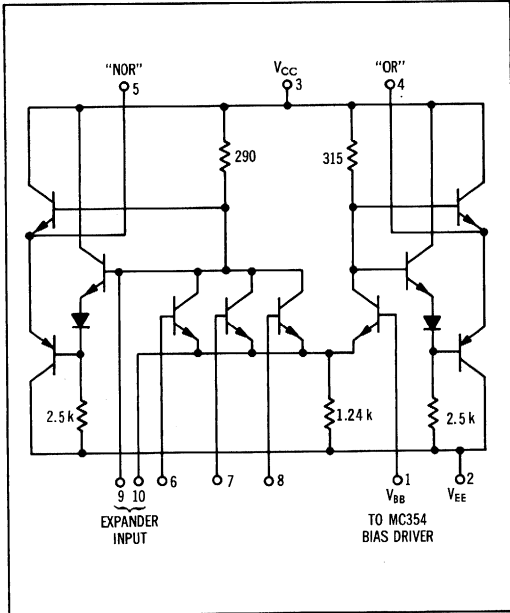 "NOR" VCC "OR"
5 3 4
290 315
2.5 k 1.24 k 2.5 k
9 10 6 7 8 1 2
EXPANDER INPUT
VBB VEE
TO MC354
BIAS DRIVER